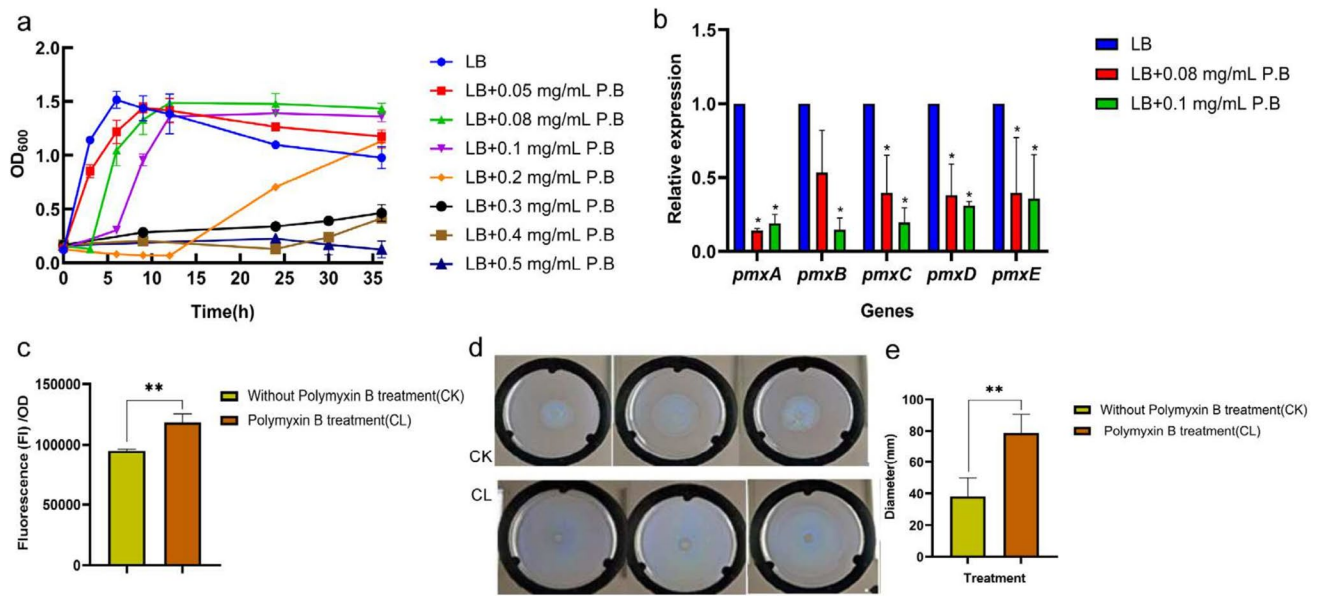 a
OD600
2.0
1.5
1.0
0.5
0.0
0 5 10 15 20 25 30 35
Time(h)
LB
LB+0.05 mg/mL P.B
LB+0.08 mg/mL P.B
LB+0.1 mg/mL P.B
LB+0.2 mg/mL P.B
LB+0.3 mg/mL P.B
LB+0.4 mg/mL P.B
LB+0.5 mg/mL P.B
b
Relative expression
1.5
1.0
0.5
0.0
* * * * * * * *
pmxA pmxB pmxC pmxD pmxE
Genes
LB
LB+0.08 mg/mL P.B
LB+0.1 mg/mL P.B
c
Fluorescence (FI) /OD
150000
100000
50000
0
**
Without Polymyxin B treatment(CK)
Polymyxin B treatment(CL)
d
CK
CL
e
Diameter(mm)
100
80
60
40
20
0
**
Treatment
Without Polymyxin B treatment(CK)
Polymyxin B treatment(CL)